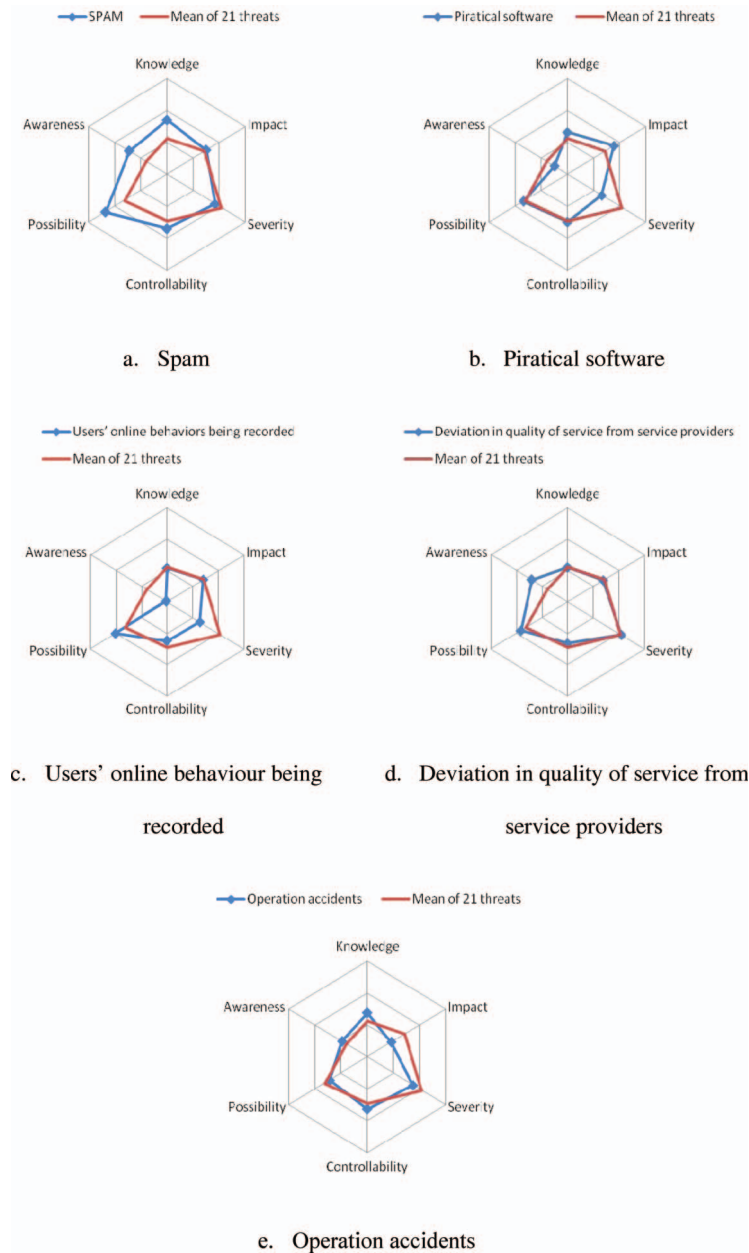 SPAM Mean of 21 threats
Knowledge
Awareness Impact
Possibility Severity
Controllability
a. Spam
Piratical software Mean of 21 threats
Knowledge
Awareness Impact
Possibility Severity
Controllability
b. Piratical software
Users' online behaviors being recorded
Mean of 21 threats
Knowledge
Awareness Impact
Possibility Severity
Controllability
c. Users' online behaviour being
recorded
Deviation in quality of service from service providers
Mean of 21 threats
Knowledge
Awareness Impact
Possibility Severity
Controllability
d. Deviation in quality of service from
service providers
Operation accidents Mean of 21 threats
Knowledge
Awareness Impact
Possibility Severity
Controllability
e. Operation accidents